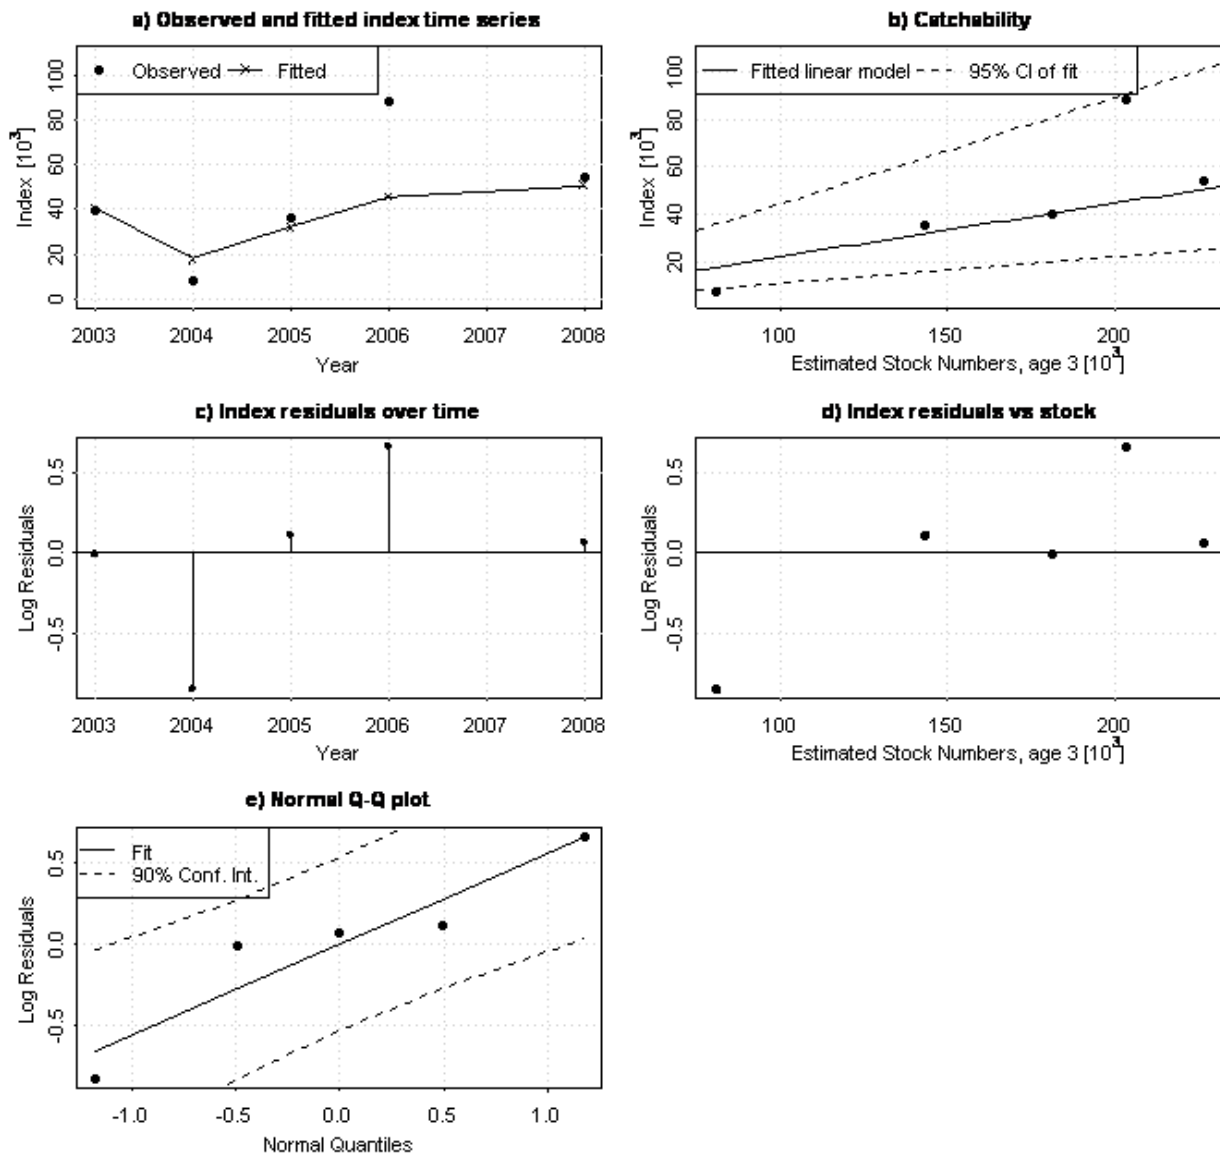 a) Observed and fitted index time series
Observed Fitted
Index [10³]
0 20 40 60 80 100
2003 2004 2005 2006 2007 2008
Year
b) Catchability
Fitted linear model 95% CI of fit
Index [10³]
20 40 60 80 100
100 150 200
Estimated Stock Numbers, age 3 [10³]
c) Index residuals over time
Log Residuals
-0.5 0.0 0.5
2003 2004 2005 2006 2007 2008
Year
d) Index residuals vs stock
Log Residuals
-0.5 0.0 0.5
100 150 200
Estimated Stock Numbers, age 3 [10³]
e) Normal Q-Q plot
Fit
90% Conf. Int.
Log Residuals
-0.5 0.0 0.5
-1.0 -0.5 0.0 0.5 1.0
Normal Quantiles